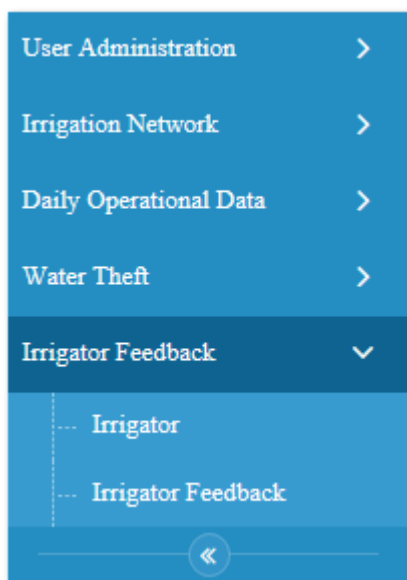 User Administration
Irrigation Network
Daily Operational Data
Water Theft
Irrigator Feedback
Irrigator
Irrigator Feedback